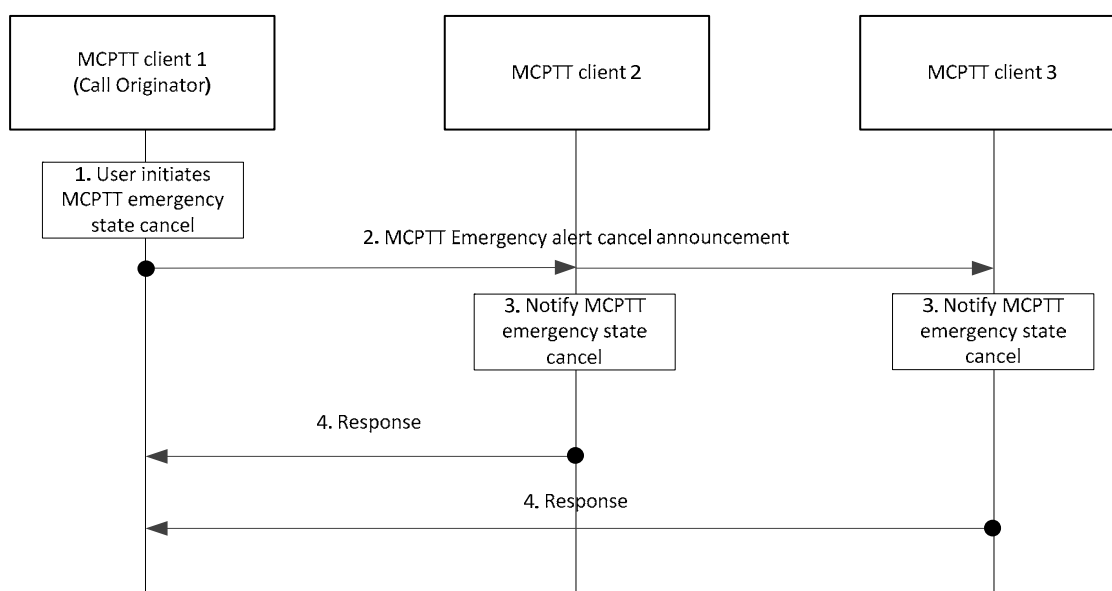 MCPTT client 1
(Call Originator)
MCPTT client 2
MCPTT client 3
1. User initiates
MCPTT emergency
state cancel
2. MCPTT Emergency alert cancel announcement
3. Notify MCPTT
emergency state
cancel
3. Notify MCPTT
emergency state
cancel
4. Response
4. Response